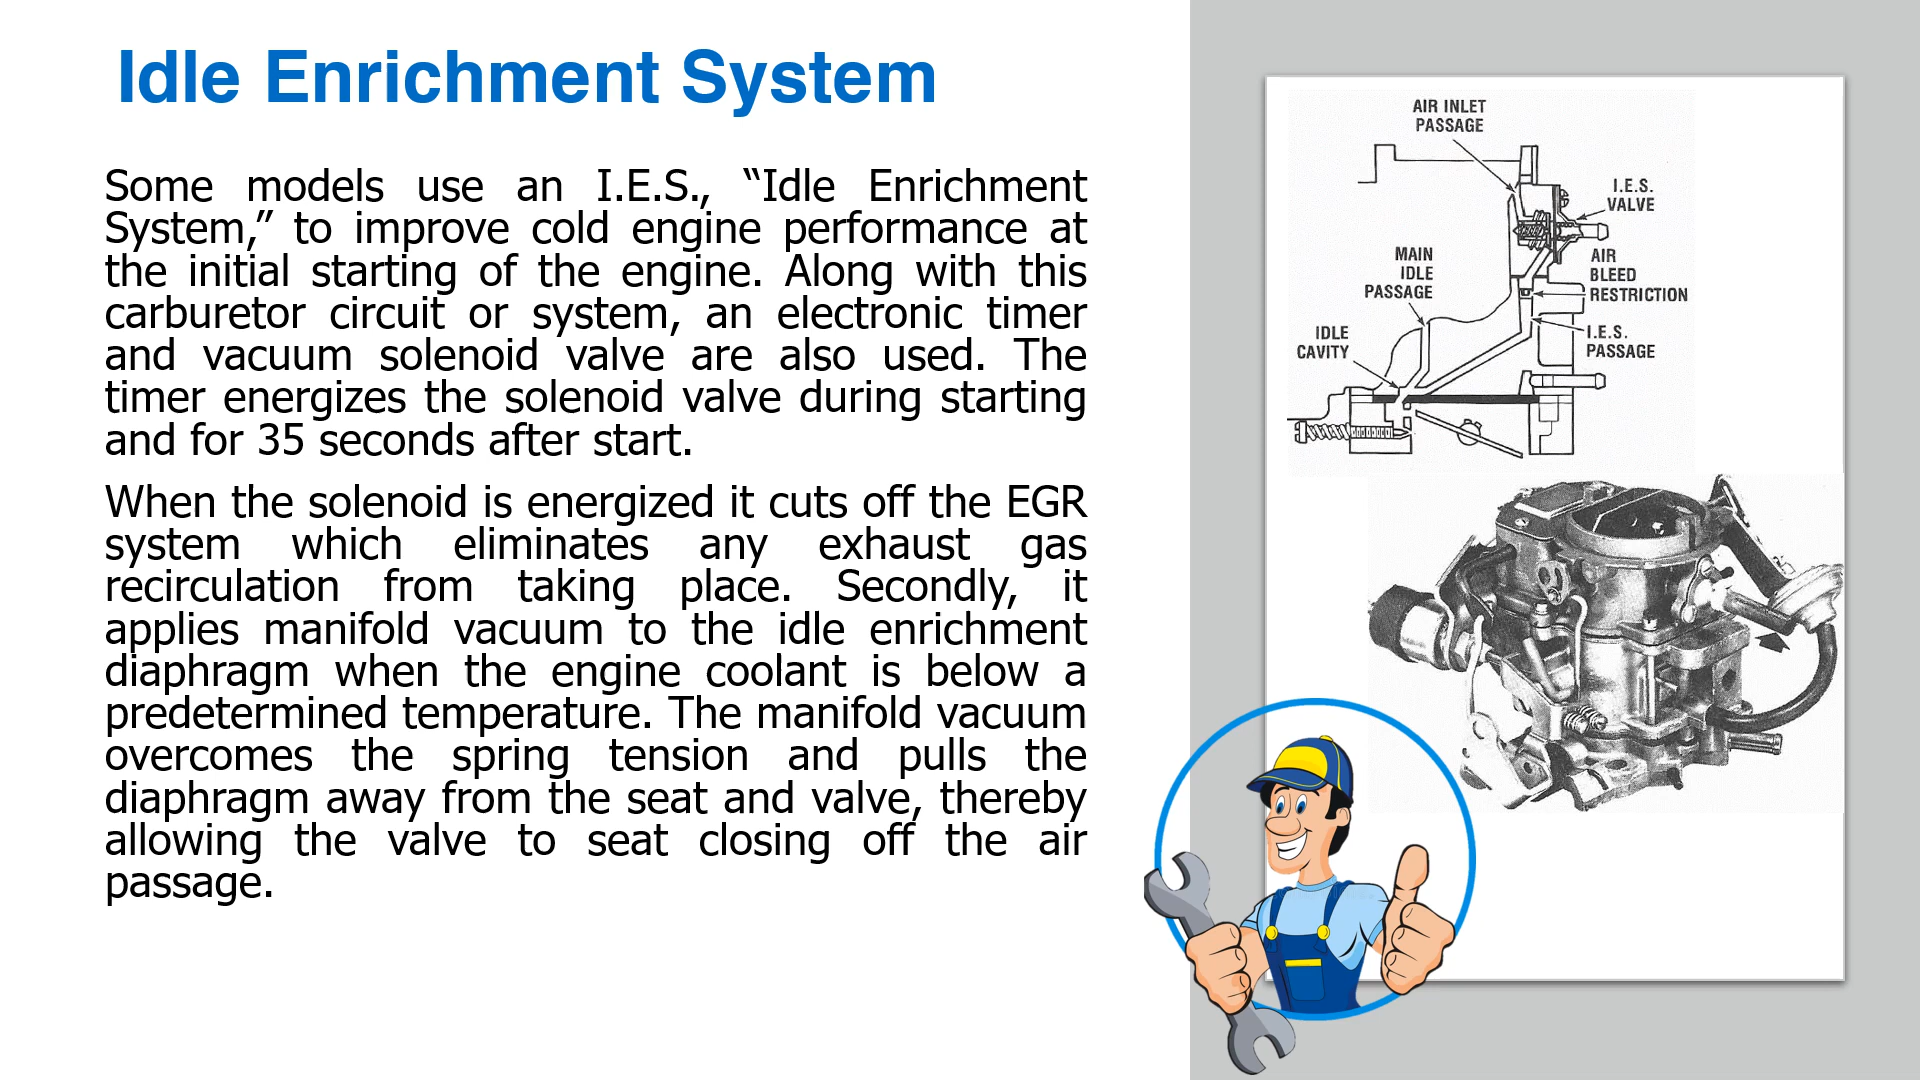 Idle Enrichment System
Some models use an I.E.S., “Idle Enrichment
System,” to improve cold engine performance at
the initial starting of the engine. Along with this
carburetor circuit or system, an electronic timer
and vacuum solenoid valve are also used. The
timer energizes the solenoid valve during starting
and for 35 seconds after start.
When the solenoid is energized it cuts off the EGR
system which eliminates any exhaust gas
recirculation from taking place. Secondly, it
applies manifold vacuum to the idle enrichment
diaphragm when the engine coolant is below a
predetermined temperature. The manifold vacuum
overcomes the spring tension and pulls the
diaphragm away from the seat and valve, thereby
allowing the valve to seat closing off the air
passage.
AIR INLET
PASSAGE
I.E.S.
VALVE
MAIN
IDLE
PASSAGE
AIR
BLEED
RESTRICTION
IDLE
CAVITY
I.E.S.
PASSAGE